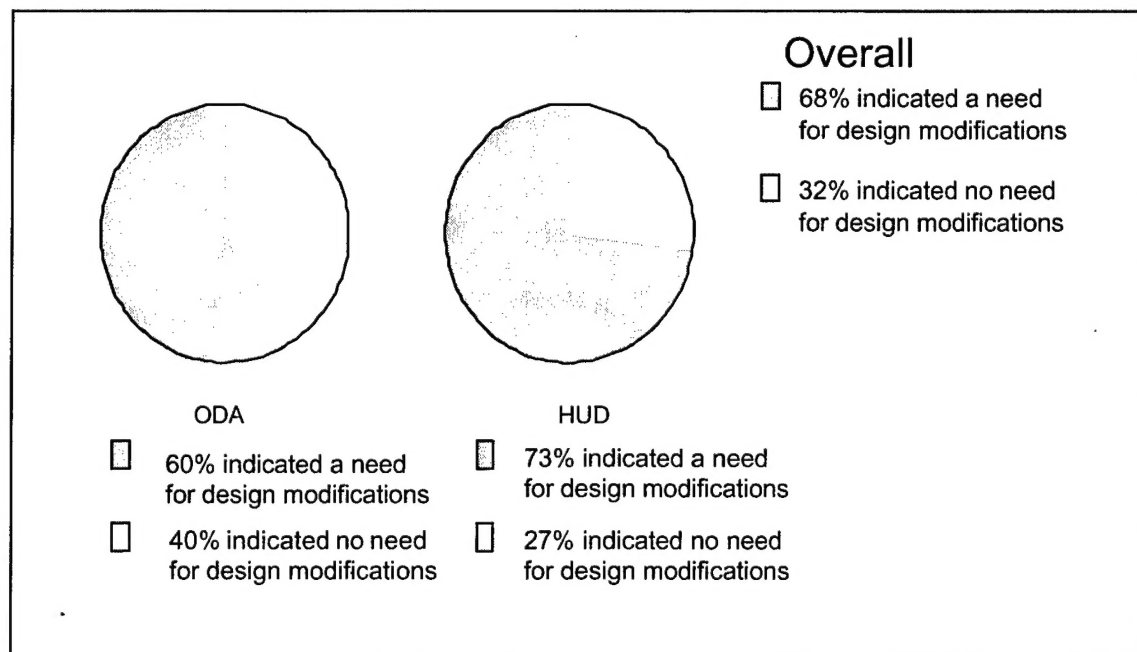 Overall
68% indicated a need
for design modifications
32% indicated no need
for design modifications
ODA
60% indicated a need
for design modifications
40% indicated no need
for design modifications
HUD
73% indicated a need
for design modifications
27% indicated no need
for design modifications